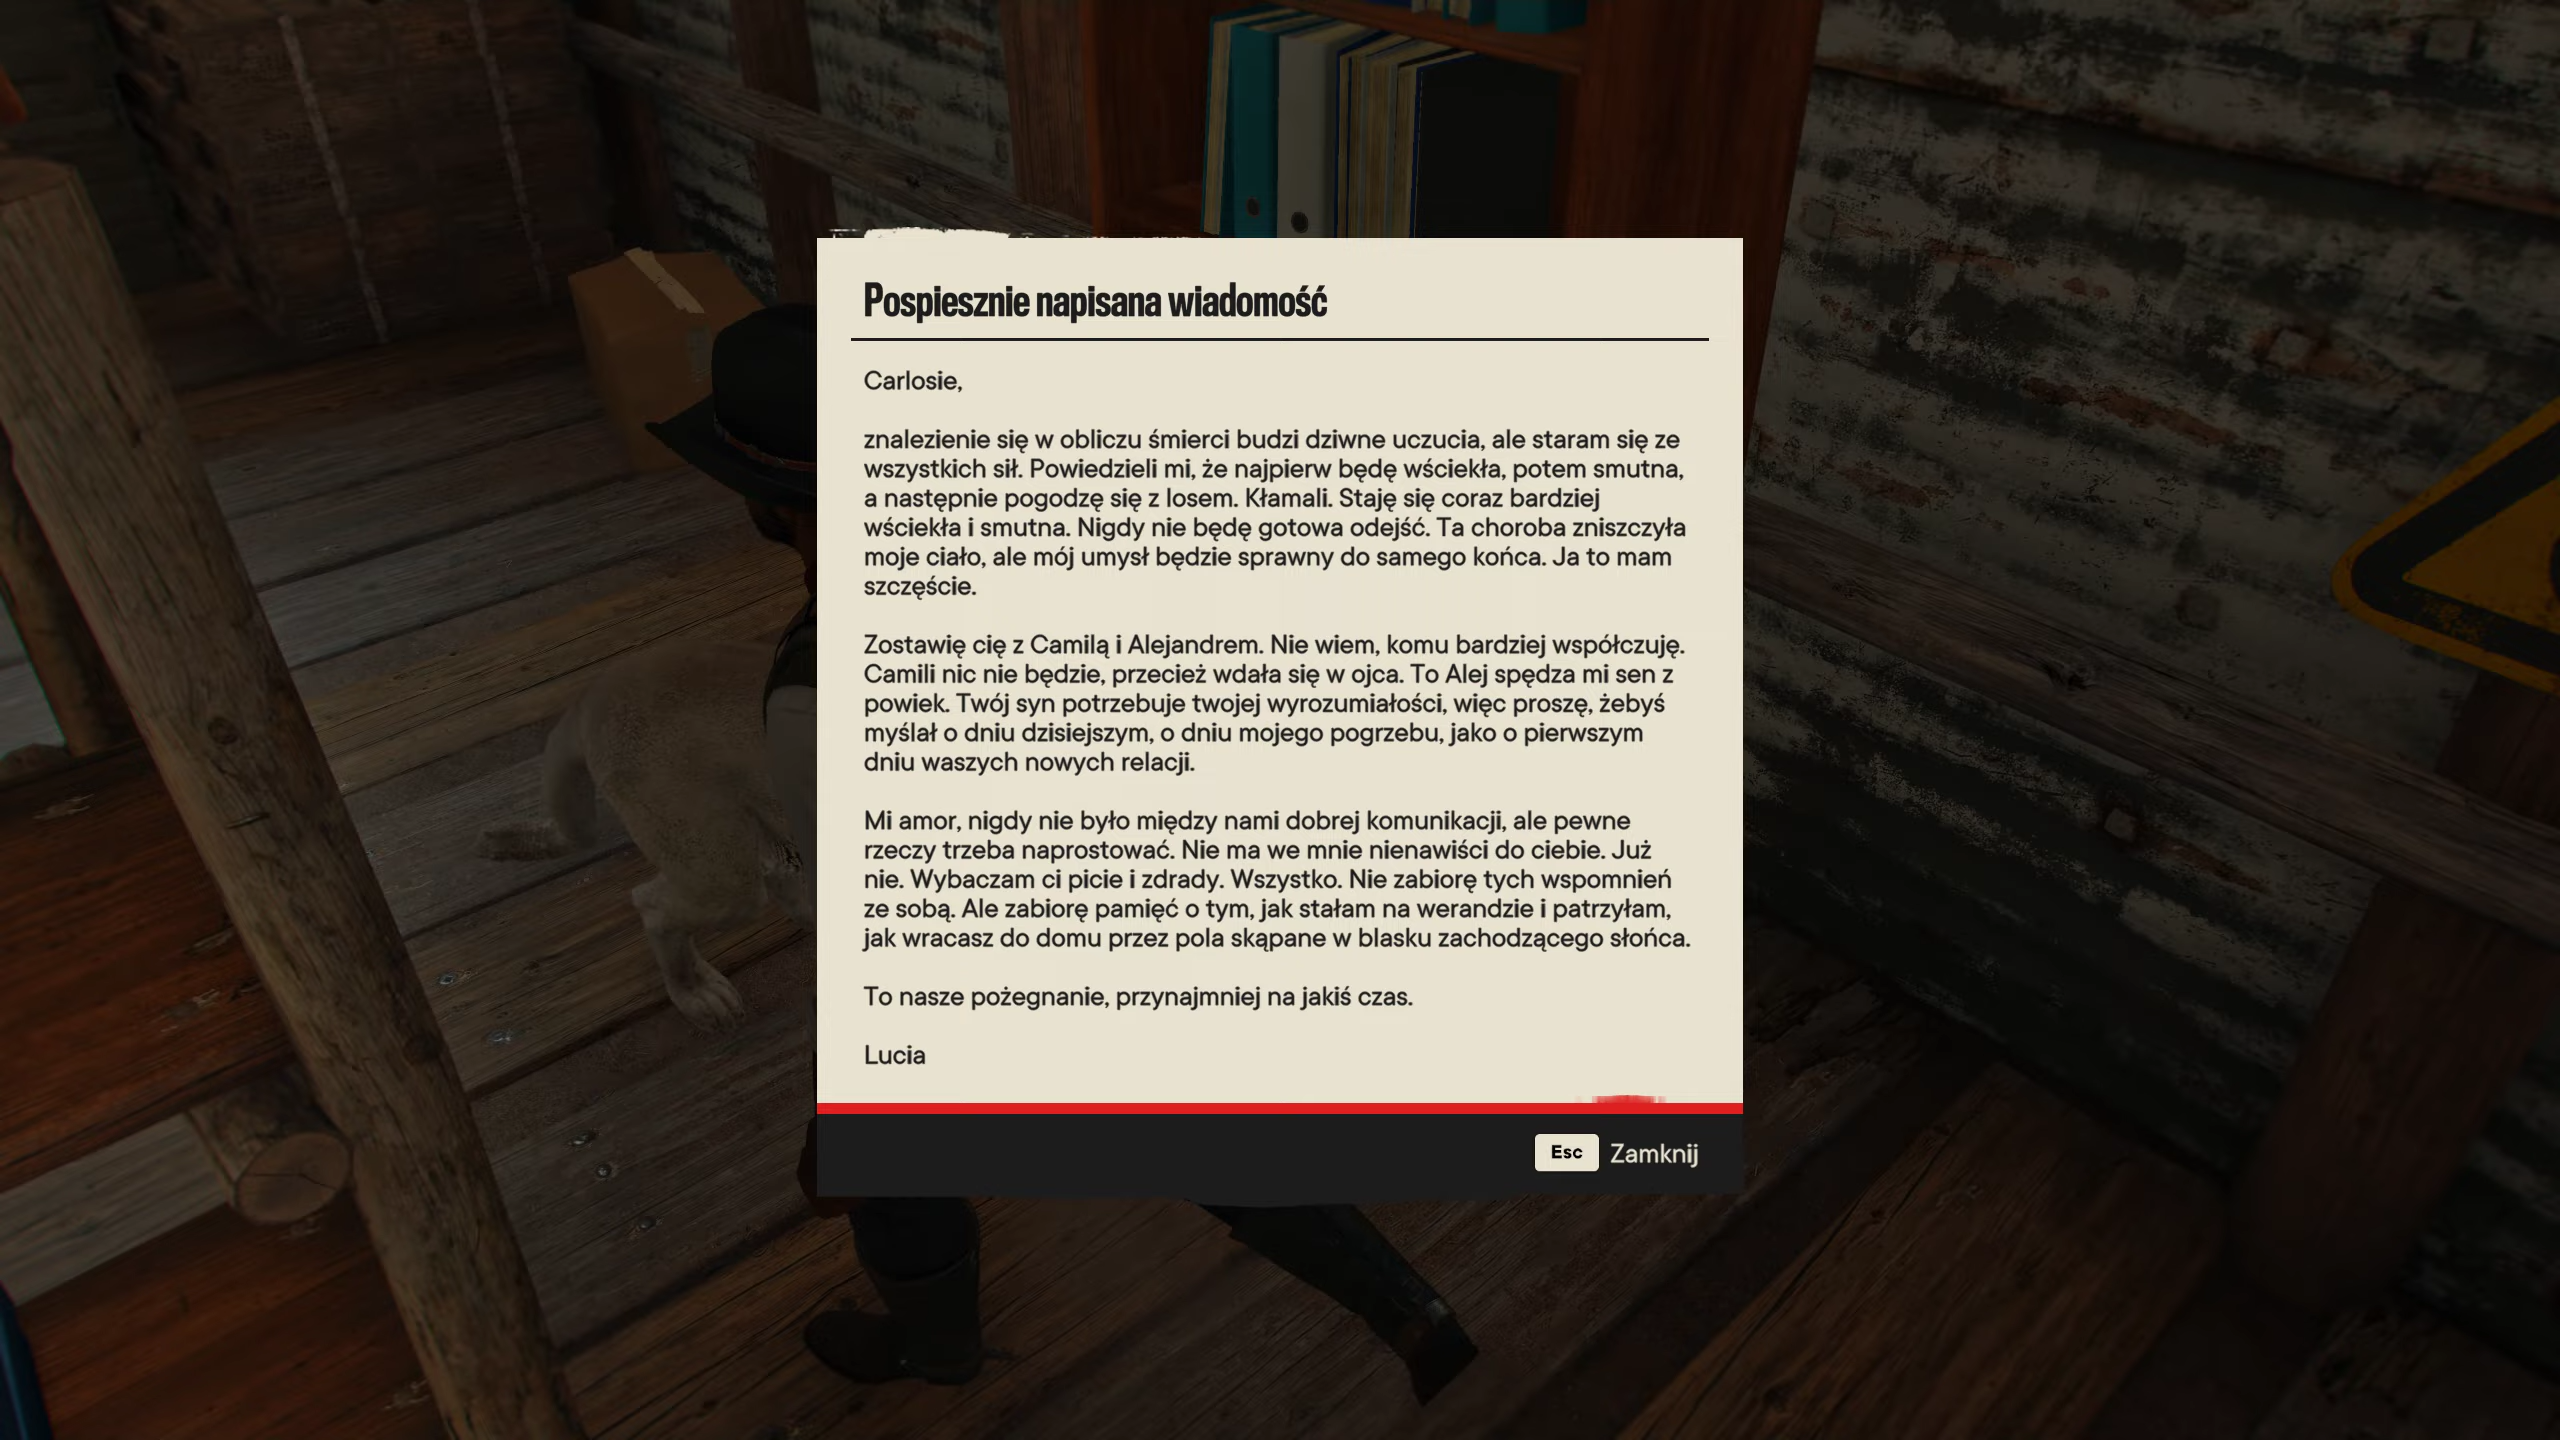 Pospiesznie napisana wiadomość
Carlosie,
znalezienie się w obliczu śmierci budzi dziwne uczucia, ale staram się ze
wszystkich sił. Powiedzieli mi, że najpierw będę wściekła, potem smutna,
a następnie pogodzę się z losem. Kłamali. Staję się coraz bardziej
wściekła i smutna. Nigdy nie będę gotowa odejść. Ta choroba zniszczyła
moje ciało, ale mój umysł będzie sprawny do samego końca. Ja to mam
szczęście.
Zostawię cię z Camilą i Alejandrem. Nie wiem, komu bardziej współczuję.
Camili nic nie będzie, przecież wdała się w ojca. To Alej spędza mi sen z
powiek. Twój syn potrzebuje twojej wyrozumiałości, więc proszę, żebyś
myślał o dniu dzisiejszym, o dniu mojego pogrzebu, jako o pierwszym
dniu waszych nowych relacji.
Mi amor, nigdy nie było między nami dobrej komunikacji, ale pewne
rzeczy trzeba naprostować. Nie ma we mnie nienawiści do ciebie. Już
nie. Wybaczam ci picie i zdrady. Wszystko. Nie zabiorę tych wspomnień
ze sobą. Ale zabiorę pamięć o tym, jak stałam na werandzie i patrzyłam,
jak wracasz do domu przez pola skąpane w blasku zachodzącego słońca.
To nasze pożegnanie, przynajmniej na jakiś czas.
Lucia
Esc Zamknij